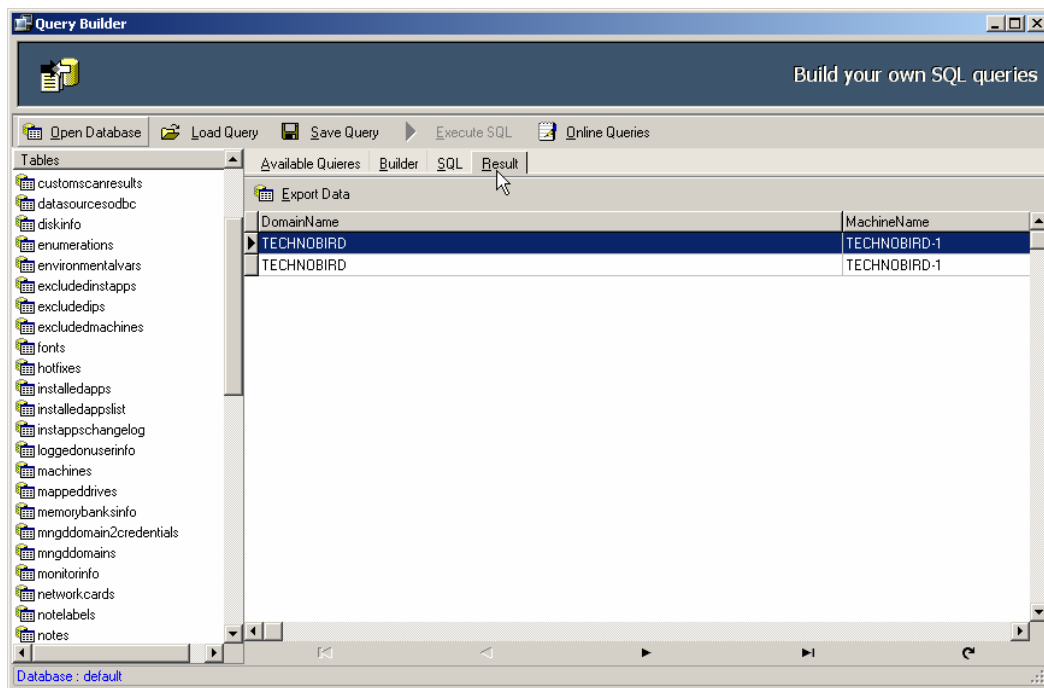 Query Builder
Build your own SQL queries
Open Database Load Query Save Query Execute SQL Online Queries
Tables
customscanresults
datasourcesodbc
diskinfo
enumerations
environmentalvars
excludedinstapps
excludedips
excludedmachines
fonts
hotfixes
installedapps
installedappslist
instappschangelog
loggedonuserinfo
machines
mappeddrives
memorybanksinfo
mngddomain2credentials
mngddomains
monitorinfo
networkcards
notelabels
notes
Available Quieres Builder SQL Result
Export Data
DomainName MachineName
TECHNOBIRD TECHNOBIRD-1
TECHNOBIRD TECHNOBIRD-1
Database : default